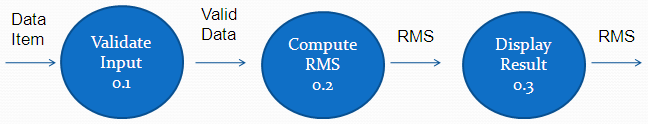 Data
Item
Validate
Input
0.1
Valid
Data
Compute
RMS
0.2
RMS
Display
Result
0.3
RMS